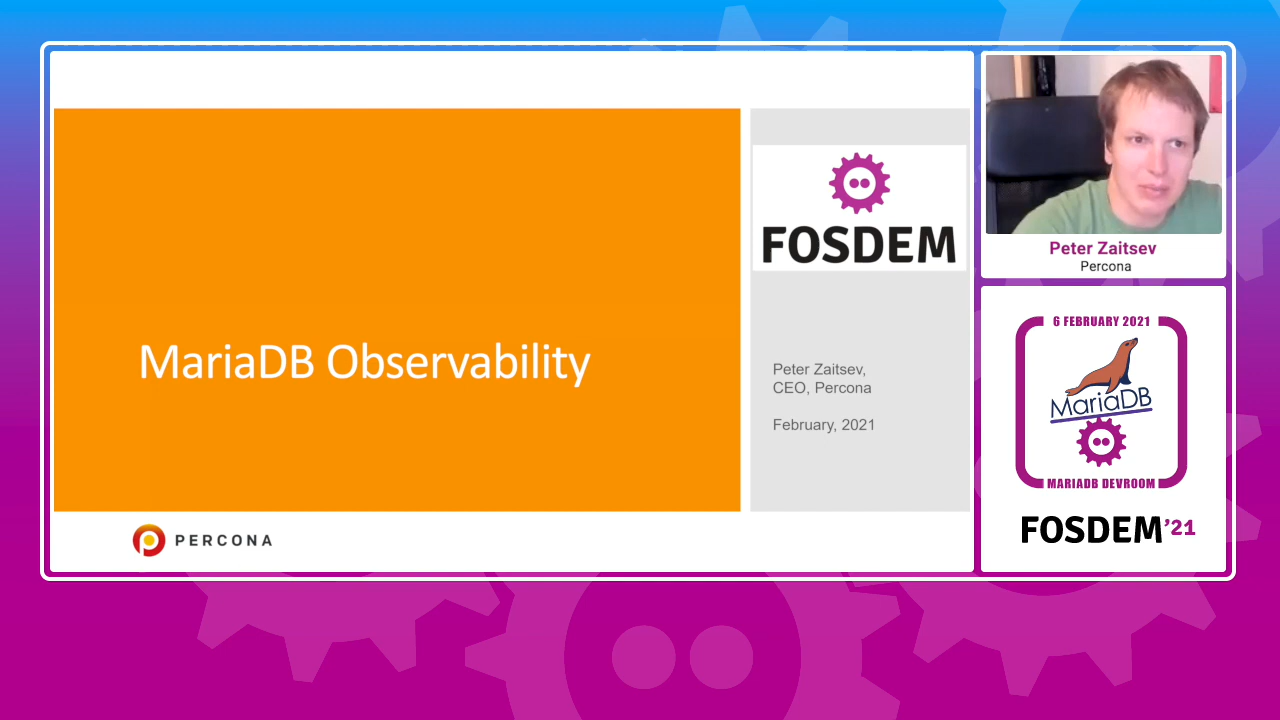 MariaDB Observability
FOSDEM
Peter Zaitsev,
CEO, Percona
February, 2021
PERCONA
Peter Zaitsev
Percona
6 FEBRUARY 2021
MariaDB
MARIADB DEVROOM
FOSDEM'21